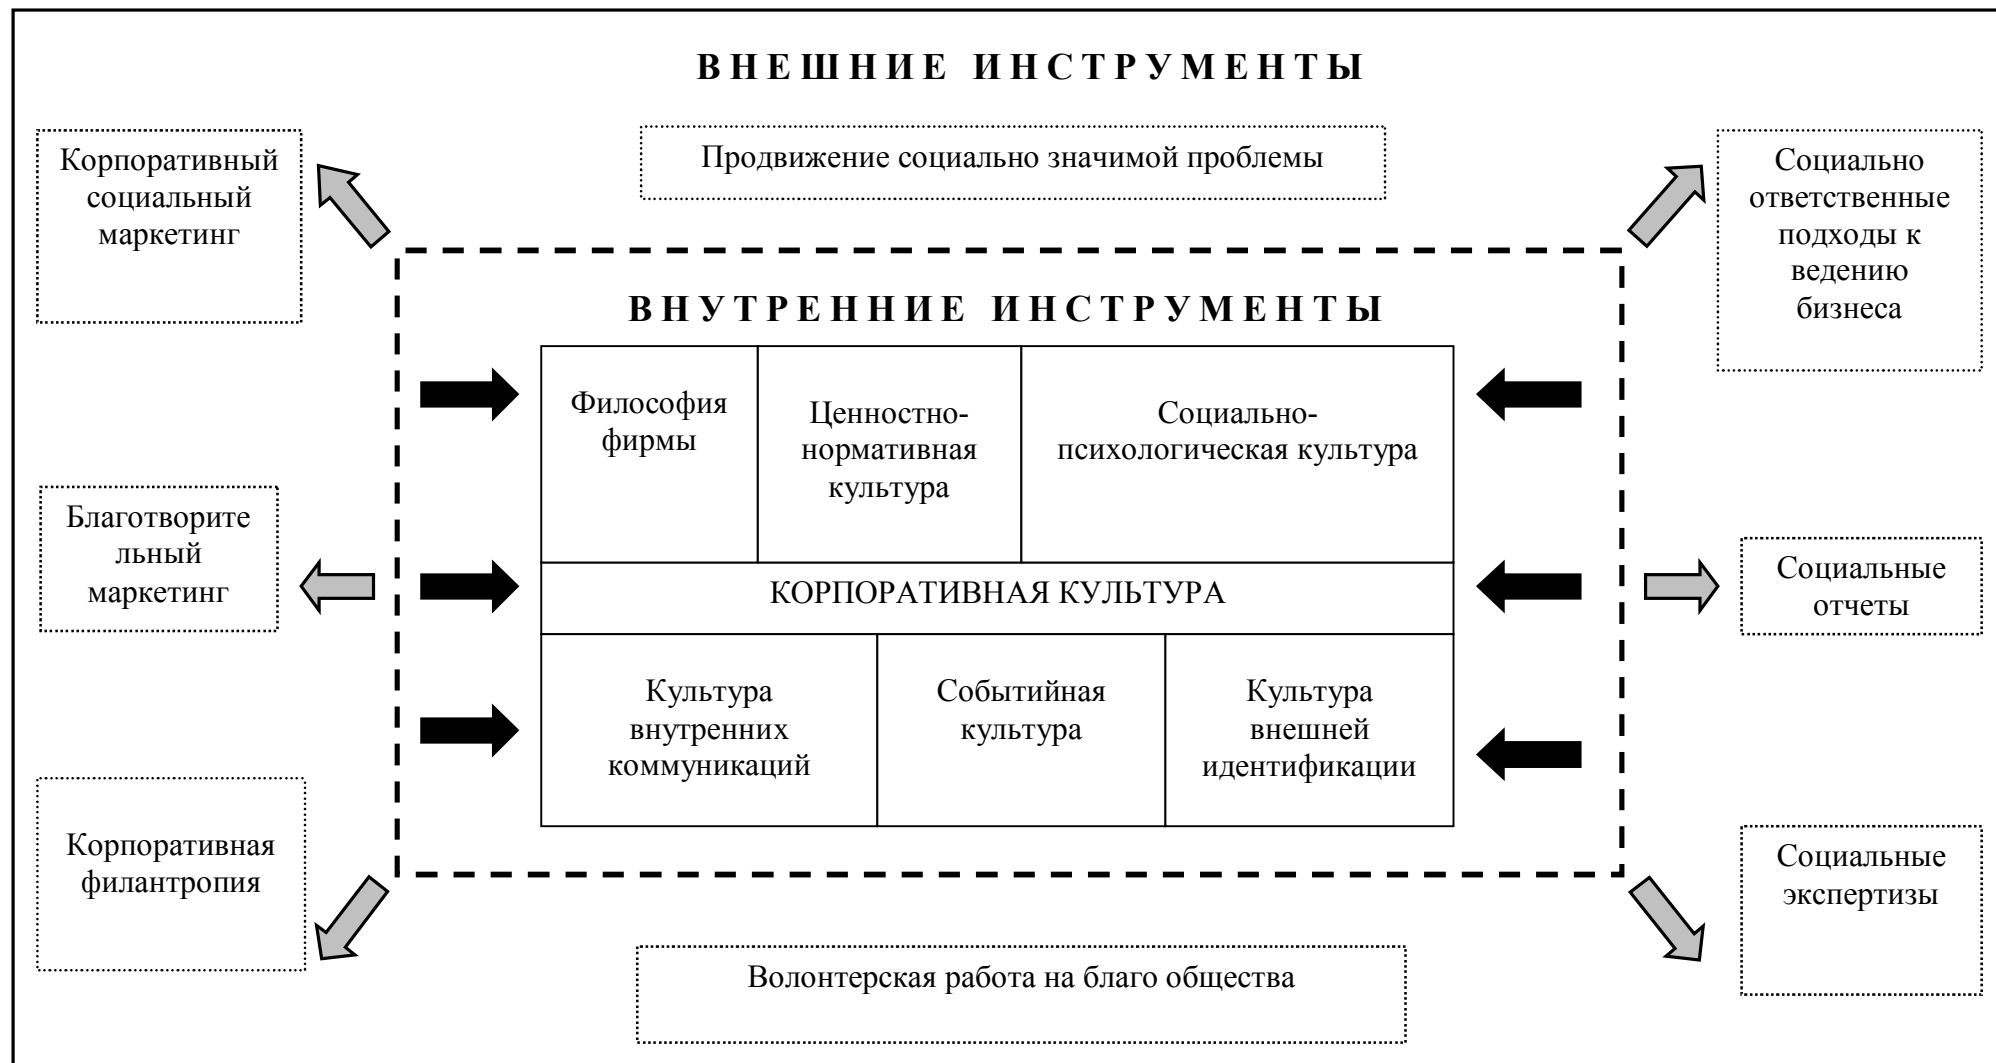 ВНЕШНИЕ ИНСТРУМЕНТЫ
Продвижение социально значимой проблемы
Корпоративный
социальный
маркетинг
Социально
ответственные
подходы к
ведению
бизнеса
ВНУТРЕННИЕ ИНСТРУМЕНТЫ
Философия
фирмы
Ценностно-
нормативная
культура
Социально-
психологическая культура
Благотворите
льный
маркетинг
КОРПОРАТИВНАЯ КУЛЬТУРА
Социальные
отчеты
Культура
внутренних
коммуникаций
Событийная
культура
Культура
внешней
идентификации
Корпоративная
филантропия
Социальные
экспертизы
Волонтерская работа на благо общества